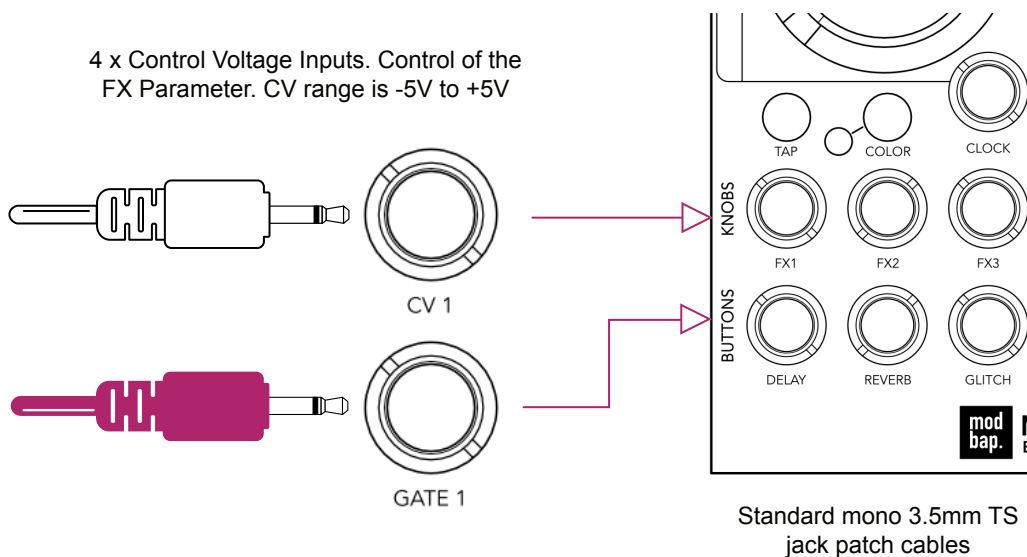 4 x Control Voltage Inputs. Control of the
FX Parameter. CV range is -5V to +5V
CV 1
GATE 1
TAP
COLOR
CLOCK
KNOBS
FX1
FX2
FX3
BUTTONS
DELAY
REVERB
GLITCH
mod
bap.
Standard mono 3.5mm TS
jack patch cables